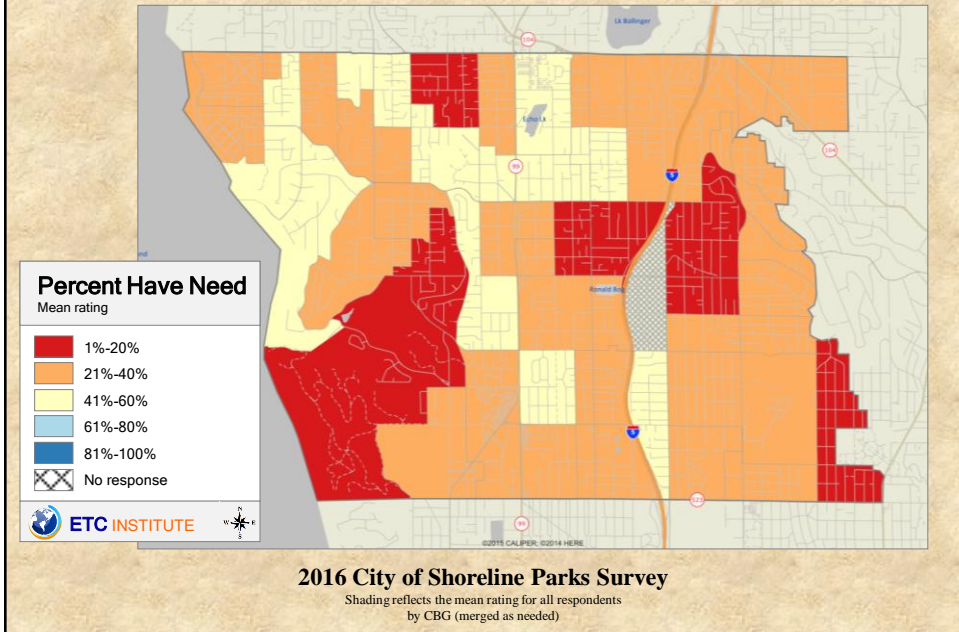 Lk Ballinger
104
Echo Lk
99
104
5
nd
Ronald Bog
Percent Have Need
Mean rating
1%-20%
21%-40%
41%-60%
61%-80%
81%-100%
No response
5
ETC INSTITUTE
N
W E
S
523
99
©2015 CALIPER; ©2014 HERE
2016 City of Shoreline Parks Survey
Shading reflects the mean rating for all respondents
by CBG (merged as needed)